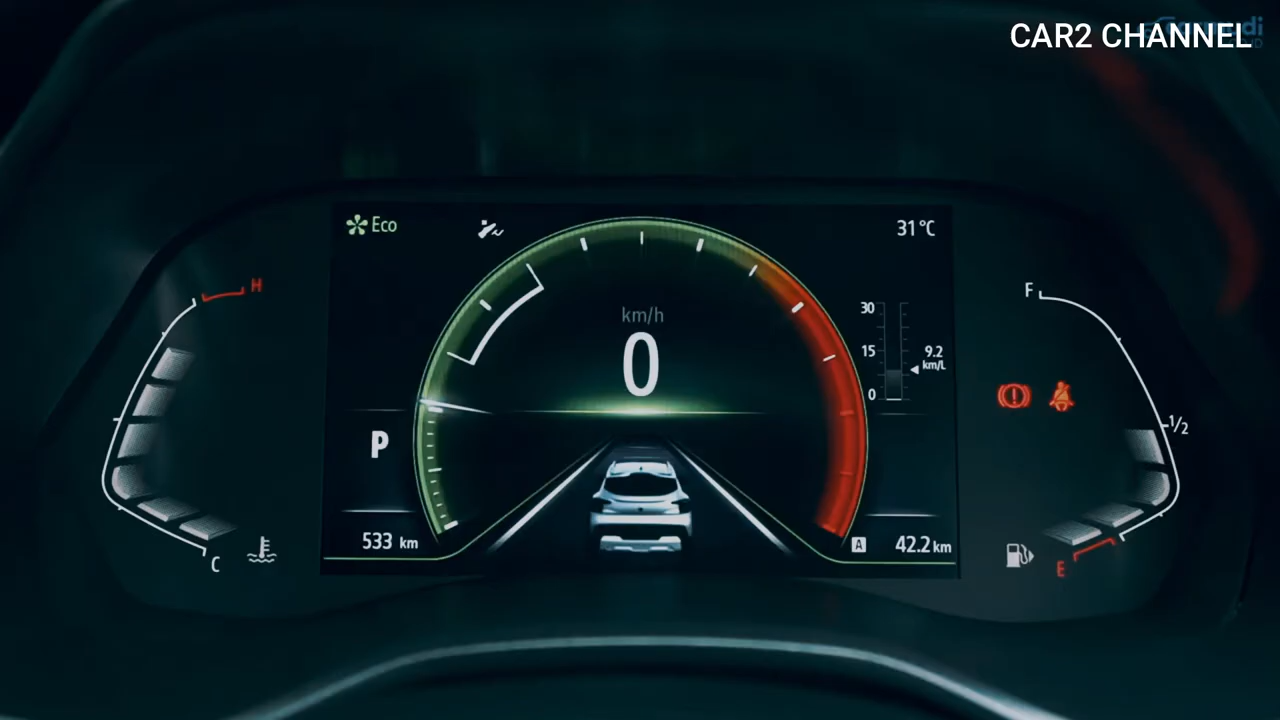 CAR2 CHANNEL
Eco
31°C
H
F
km/h
0
30
15
0
9.2
km/L
1/2
P
533 km
A
42.2 km
C
E